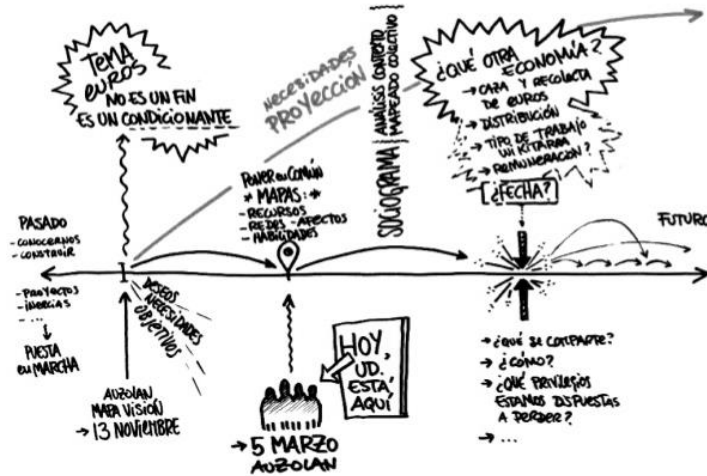 TEMA
EUROS
NO ES UN FIN
ES UN CONDICIONANTE
NECESIDADES
PROYECCIÓN
SOCIOGRAMA
ANÁLISIS CONTEXTO
MAPEADO COLECTIVO
¿QUÉ OTRA
ECONOMÍA?
→ CAZA Y RECOLECTA
DE EUROS
→ DISTRIBUCIÓN
→ TIPO DE TRABAJO
UNKITARRA
→ REMUNERACIÓN?
¿FECHA?
PONER EN COMÚN
* MAPAS: *
- RECURSOS
- REDES - AFECTOS
- HABILIDADES
PASADO
- CONOCERNOS
- CONSTRUIR
FUTURO
- PROYECTOS
- INERCIAS
- ....
PUESTA
EN MARCHA
DESEOS
NECESIDADES
OBJETIVOS
AUZOLAN
MAPA VISIÓN
→ 13 NOVIEMBRE
HOY,
UD.
ESTÁ
AQUÍ
→ 5 MARZO
AUZOLAN
→ ¿QUÉ SE COMPARTE?
→ ¿CÓMO?
→ ¿QUÉ PRIVILEGIOS
ESTAMOS DISPUESTAS
A PERDER?
→ ...